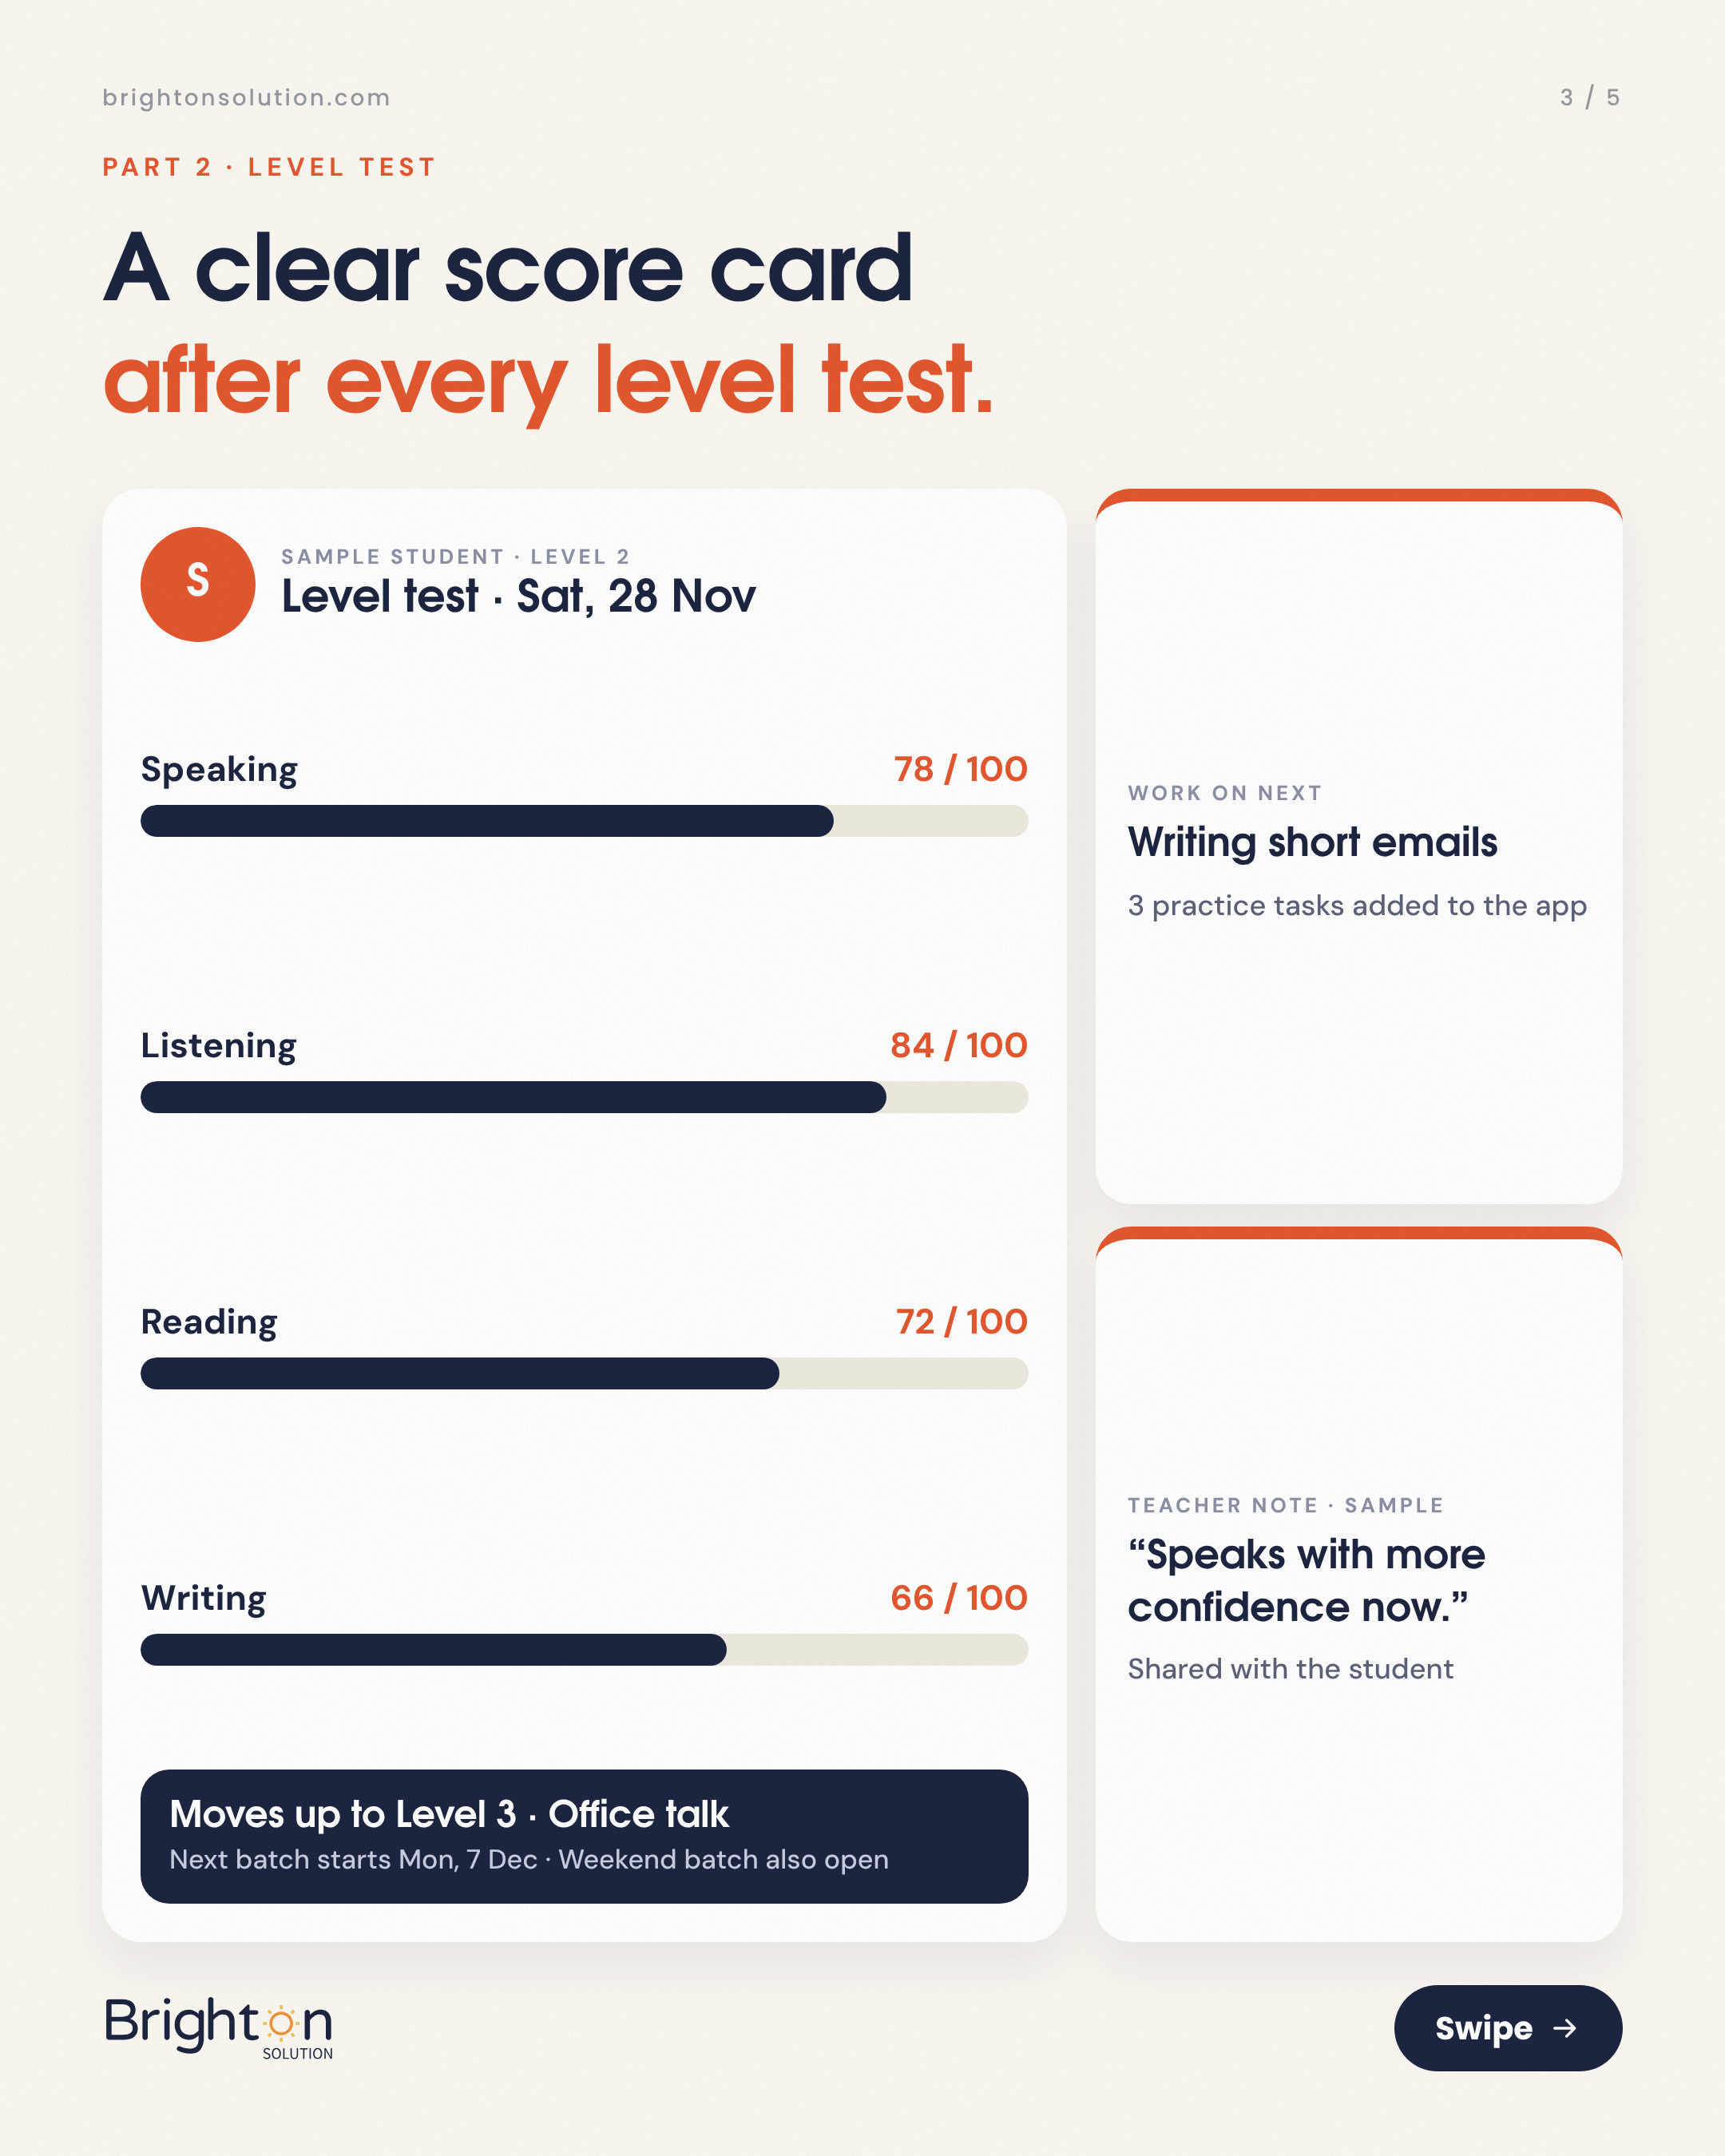 brightonsolution.com
3 / 5
PART 2 · LEVEL TEST
A clear score card
after every level test.
S
SAMPLE STUDENT · LEVEL 2
Level test · Sat, 28 Nov
Speaking 78 / 100
Listening 84 / 100
Reading 72 / 100
Writing 66 / 100
Moves up to Level 3 · Office talk
Next batch starts Mon, 7 Dec · Weekend batch also open
WORK ON NEXT
Writing short emails
3 practice tasks added to the app
TEACHER NOTE · SAMPLE
“Speaks with more
confidence now.”
Shared with the student
Brighton
SOLUTION
Swipe →